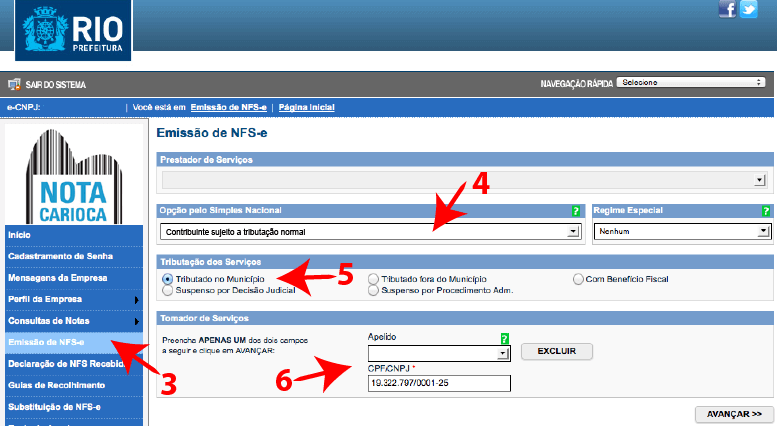 RIO
PREFEITURA
SAIR DO SISTEMA
NAVEGAÇÃO RÁPIDA Selecione
e-CNPJ: | Você está em Emissão de NFS-e | Página Inicial
NOTA
CARIOCA
Início
Cadastramento de Senha
Mensagens da Empresa
Perfil da Empresa
Consultas de Notas
Emissão de NFS-e
Declaração de NFS Recebid
Guias de Recolhimento
Substituição de NFS-e
3
Emissão de NFS-e
Prestador de Serviços
4
Opção pelo Simples Nacional ?
Regime Especial ?
Contribuinte sujeito a tributação normal
Nenhum
Tributação dos Serviços
Tributado no Município
5
Tributado fora do Município
Com Benefício Fiscal
Suspenso por Decisão Judicial
Suspenso por Procedimento Adm.
Tomador de Serviços
Preencha APENAS UM dos dois campos
a seguir e clique em AVANÇAR:
Apelido ?
EXCLUIR
6
CPF/CNPJ *
19.322.797/0001-25
AVANÇAR >>